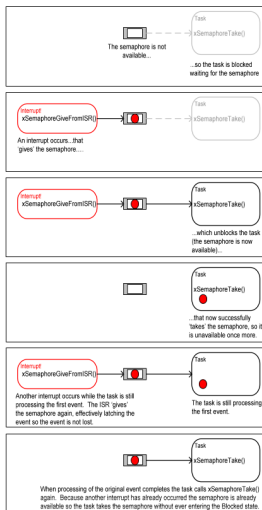 Task
xSemaphoreTake()
The semaphore is not
available...
...so the task is blocked
waiting for the semaphore
Interrupt!
xSemaphoreGiveFromISR()
Task
xSemaphoreTake()
An interrupt occurs...that
'gives' the semaphore....
Interrupt!
xSemaphoreGiveFromISR()
Task
xSemaphoreTake()
...which unblocks the task
(the semaphore is now
available)...
Task
xSemaphoreTake()
...that now successfully
'takes' the semaphore, so it
is unavailable once more.
Interrupt!
xSemaphoreGiveFromISR()
Task
Another interrupt occurs while the task is still
processing the first event. The ISR 'gives'
the semaphore again, effectively latching the
event so the event is not lost.
The task is still processing
the first event.
Task
xSemaphoreTake()
When processing of the original event completes the task calls xSemaphoreTake()
again. Because another interrupt has already occurred the semaphore is already
available so the task takes the semaphore without ever entering the Blocked state.